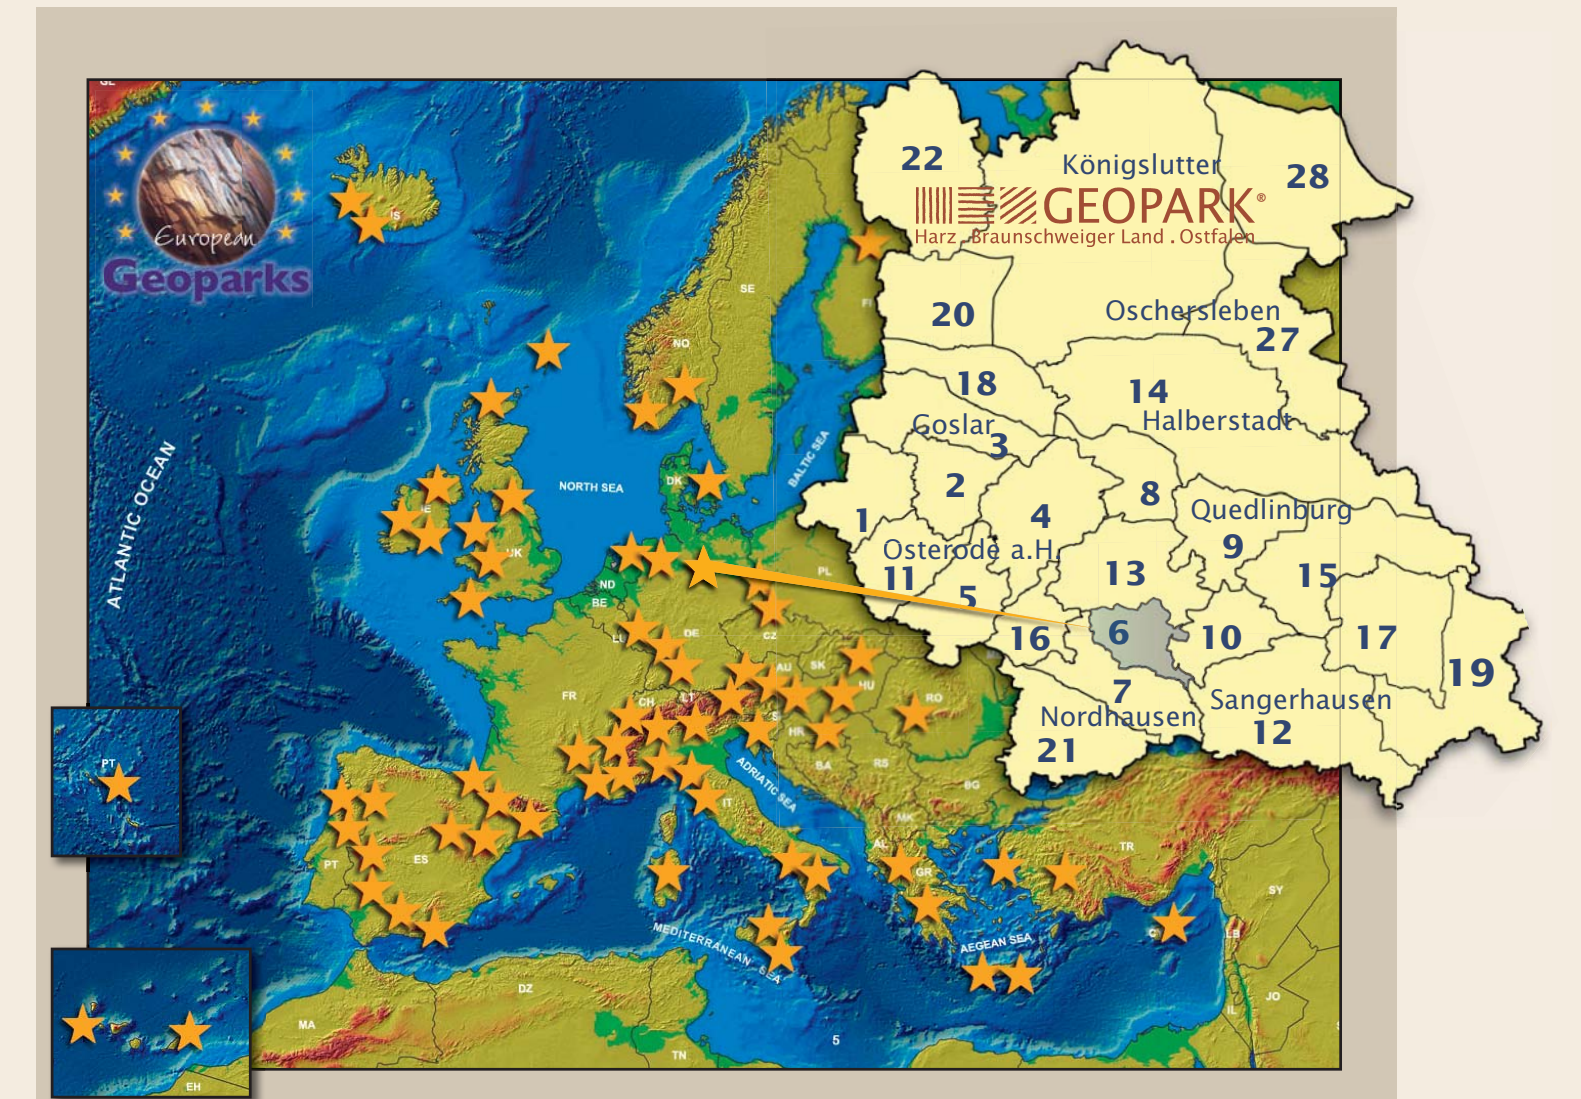 GL
European
Geoparks
IS
22
Königslutter
28
GEOPARK®
Harz . Braunschweiger Land . Ostfalen
SE
FI
20
Oschersleben
27
NO
18
14
Goslar
Halberstadt
3
ATLANTIC OCEAN
NORTH SEA
DK
BALTIC SEA
2
8
1
4
Quedlinburg
IE
Osterode a.H.
9
UK
ND
PL
11
13
15
BE
5
LU
DE
CZ
16
6
10
17
AU
SK
19
FR
CH
LT
HU
RO
7
Sangerhausen
Nordhausen
HR
12
21
PT
BA
RS
ADRIATIC SEA
BG
IT
MK
PT
ES
AL
GR
TR
SY
MEDITERRANEAN SEA
AEGEAN SEA
C
LB
DZ
JO
MA
IL
5
TN
EH